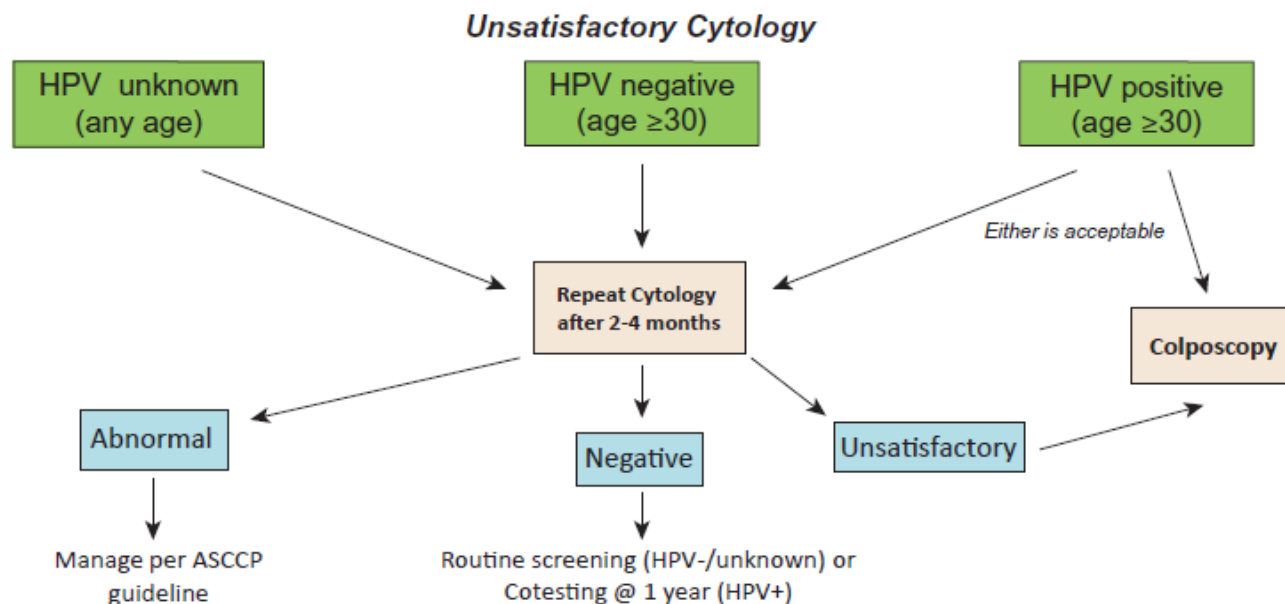 Unsatisfactory Cytology
HPV unknown
(any age)
HPV negative
(age ≥30)
HPV positive
(age ≥30)
Either is acceptable
Repeat Cytology
after 2-4 months
Colposcopy
Abnormal
Negative
Unsatisfactory
Manage per ASCCP
guideline
Routine screening (HPV-/unknown) or
Cotesting @ 1 year (HPV+)